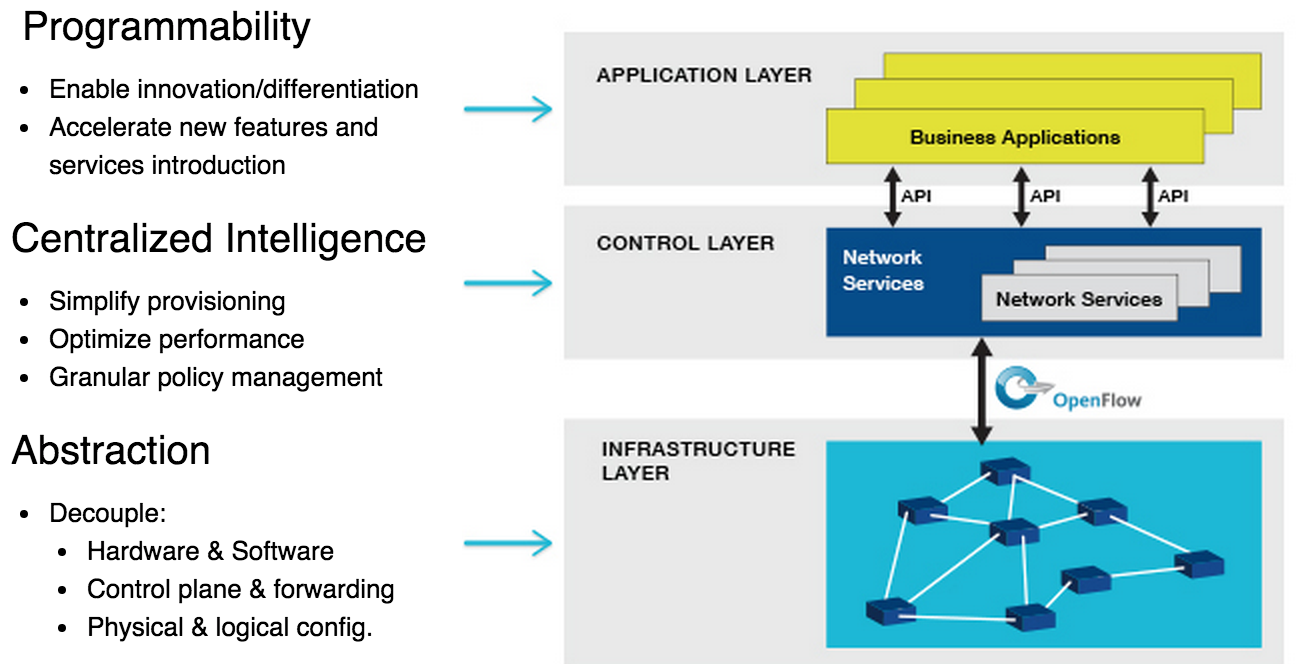 Programmability
• Enable innovation/differentiation
• Accelerate new features and
services introduction
Centralized Intelligence
• Simplify provisioning
• Optimize performance
• Granular policy management
Abstraction
• Decouple:
• Hardware & Software
• Control plane & forwarding
• Physical & logical config.
APPLICATION LAYER
Business Applications
API
API
API
CONTROL LAYER
Network
Services
Network Services
OpenFlow
INFRASTRUCTURE
LAYER